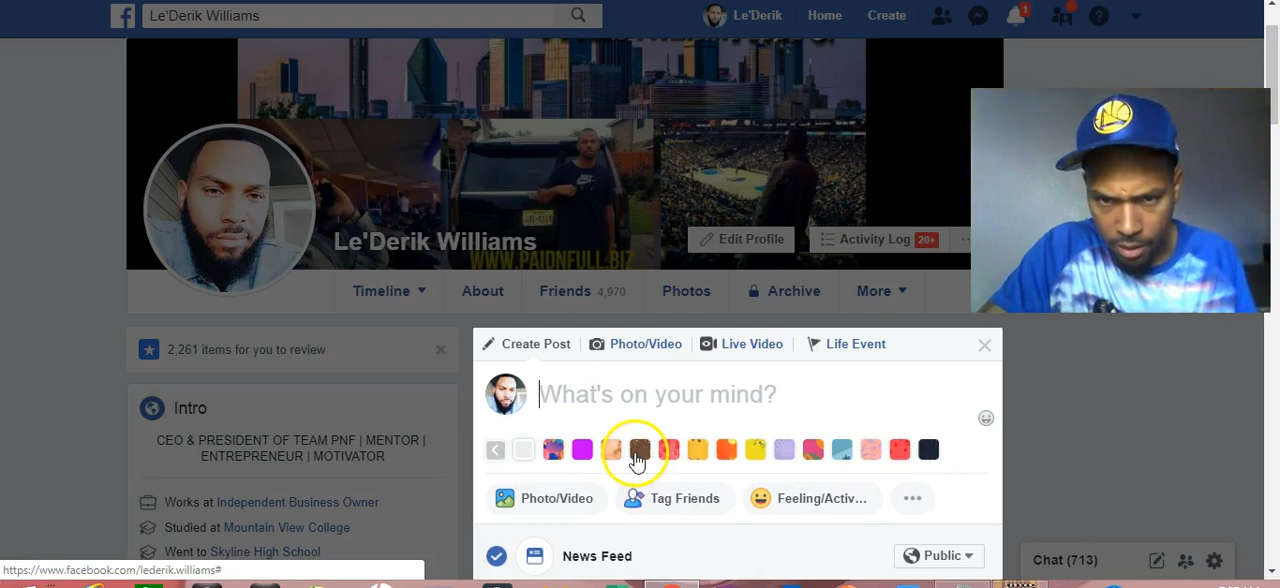 Le'Derik Williams
Le'Derik Home Create 1
Le'Derik Williams
WWW.PAIDNFULL.BIZ
Edit Profile
Activity Log 20+
Timeline About Friends 4,970 Photos Archive More
2,261 items for you to review
Create Post Photo/Video Live Video Life Event
What's on your mind?
Intro
CEO & PRESIDENT OF TEAM PNF | MENTOR |
ENTREPRENEUR | MOTIVATOR
Photo/Video Tag Friends Feeling/Activ...
Works at Independent Business Owner
Studied at Mountain View College
Went to Skyline High School
News Feed Public
Chat (713)
https://www.facebook.com/lederik.williams#